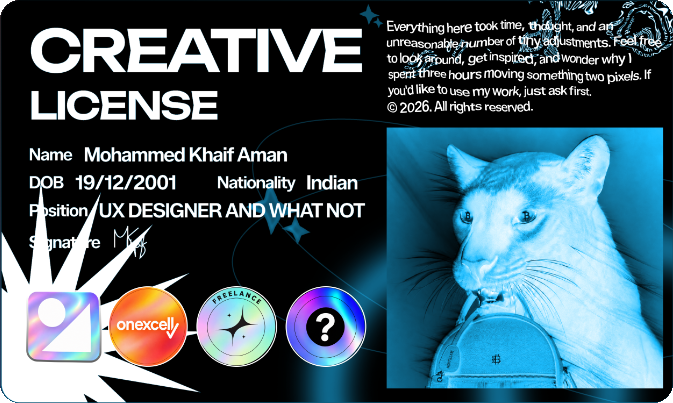 CREATIVE
LICENSE
Name Mohammed Khaif Aman
DOB 19/12/2001 Nationality Indian
Position UX DESIGNER AND WHAT NOT
Signature
onexcell
FREELANCE
?
Everything here took time, thought, and an
unreasonable number of tiny adjustments. Feel free
to look around, get inspired, and wonder why I
spent three hours moving something two pixels. If
you'd like to use my work, just ask first.
© 2026. All rights reserved.